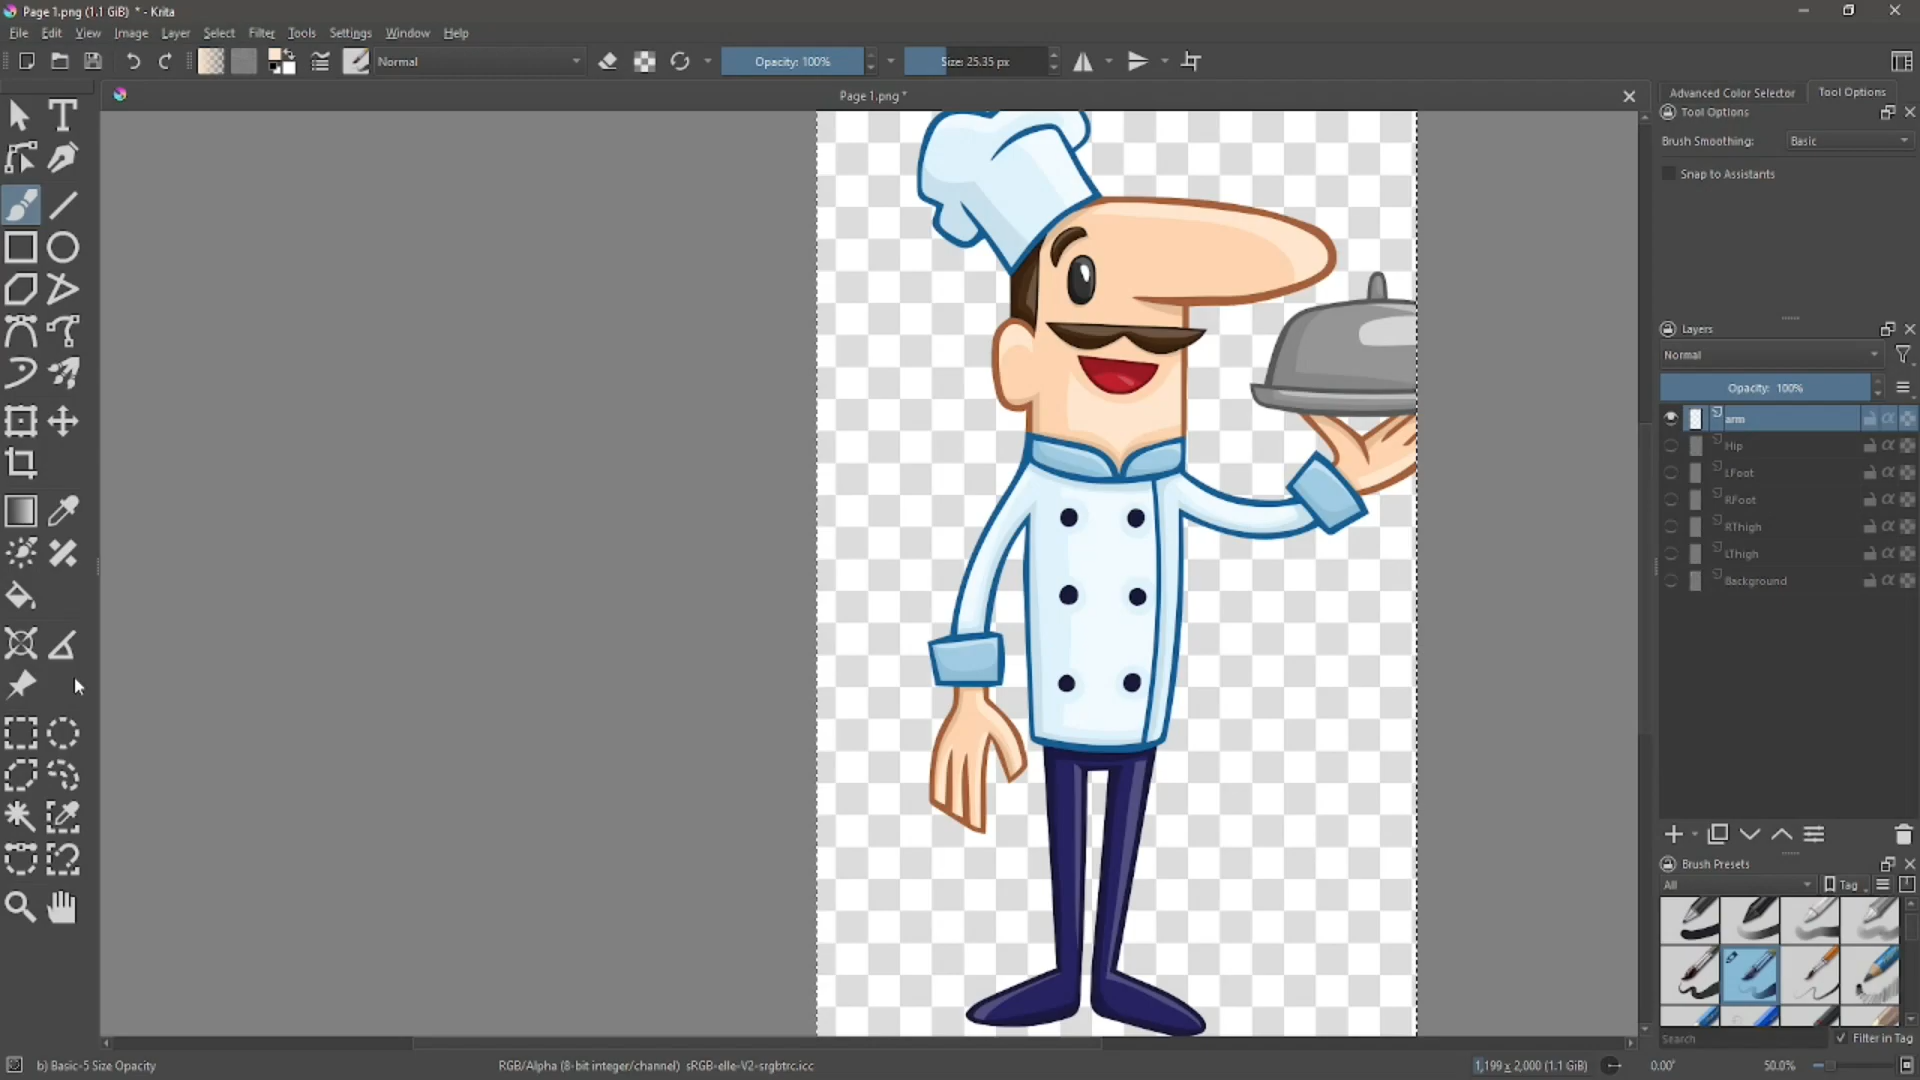 Page 1.png (1.1 GiB) * - Krita
File Edit View Image Layer Select Filter Tools Settings Window Help
Normal Opacity: 100% Size: 25.35 px
Page 1.png *
Advanced Color Selector Tool Options
Tool Options
Brush Smoothing: Basic
Snap to Assistants
Layers
Normal
Opacity: 100%
arm
Hip
LFoot
RFoot
RThigh
LThigh
Background
Brush Presets
All Tag
Search Filter in Tag
b) Basic-5 Size Opacity RGB/Alpha (8-bit integer/channel) sRGB-elle-V2-srgbtrc.icc 1,199 x 2,000 (1.1 GiB) 0.00° 50.0%